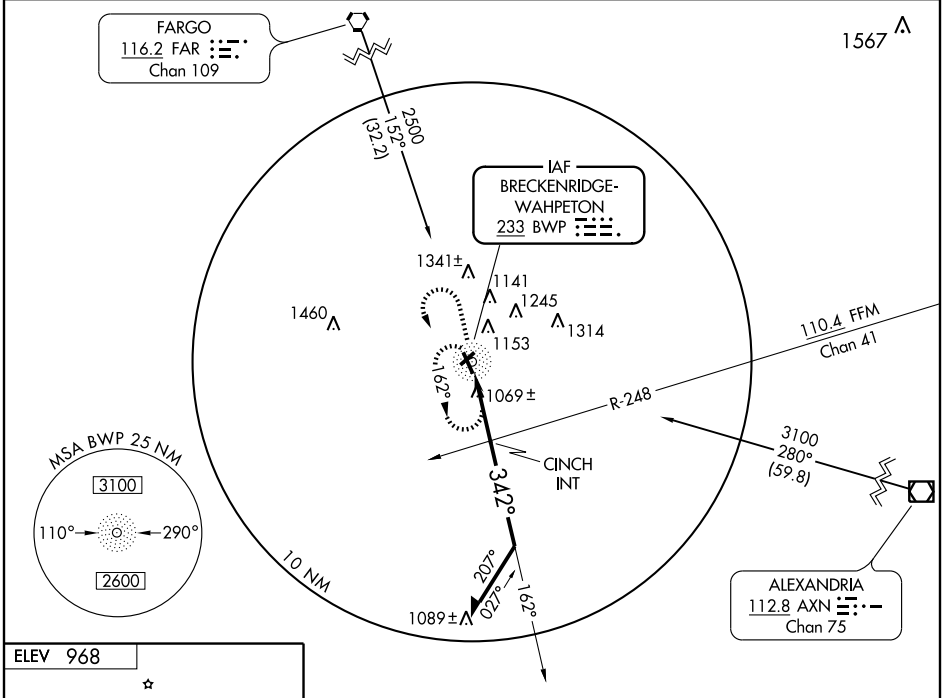 FARGO
116.2 FAR
Chan 109
1567
2500
152°
(32.2)
IAF
BRECKENRIDGE-
WAHPETON
233 BWP
1341±
1141
1245
1460
1314
1153
110.4 FFM
Chan 41
162°
1069±
R-248
3100
280°
(59.8)
CINCH
INT
MSA BWP 25 NM
3100
110°
290°
2600
342°
10 NM
207°
027°
162°
1089±
ALEXANDRIA
112.8 AXN
Chan 75
ELEV 968